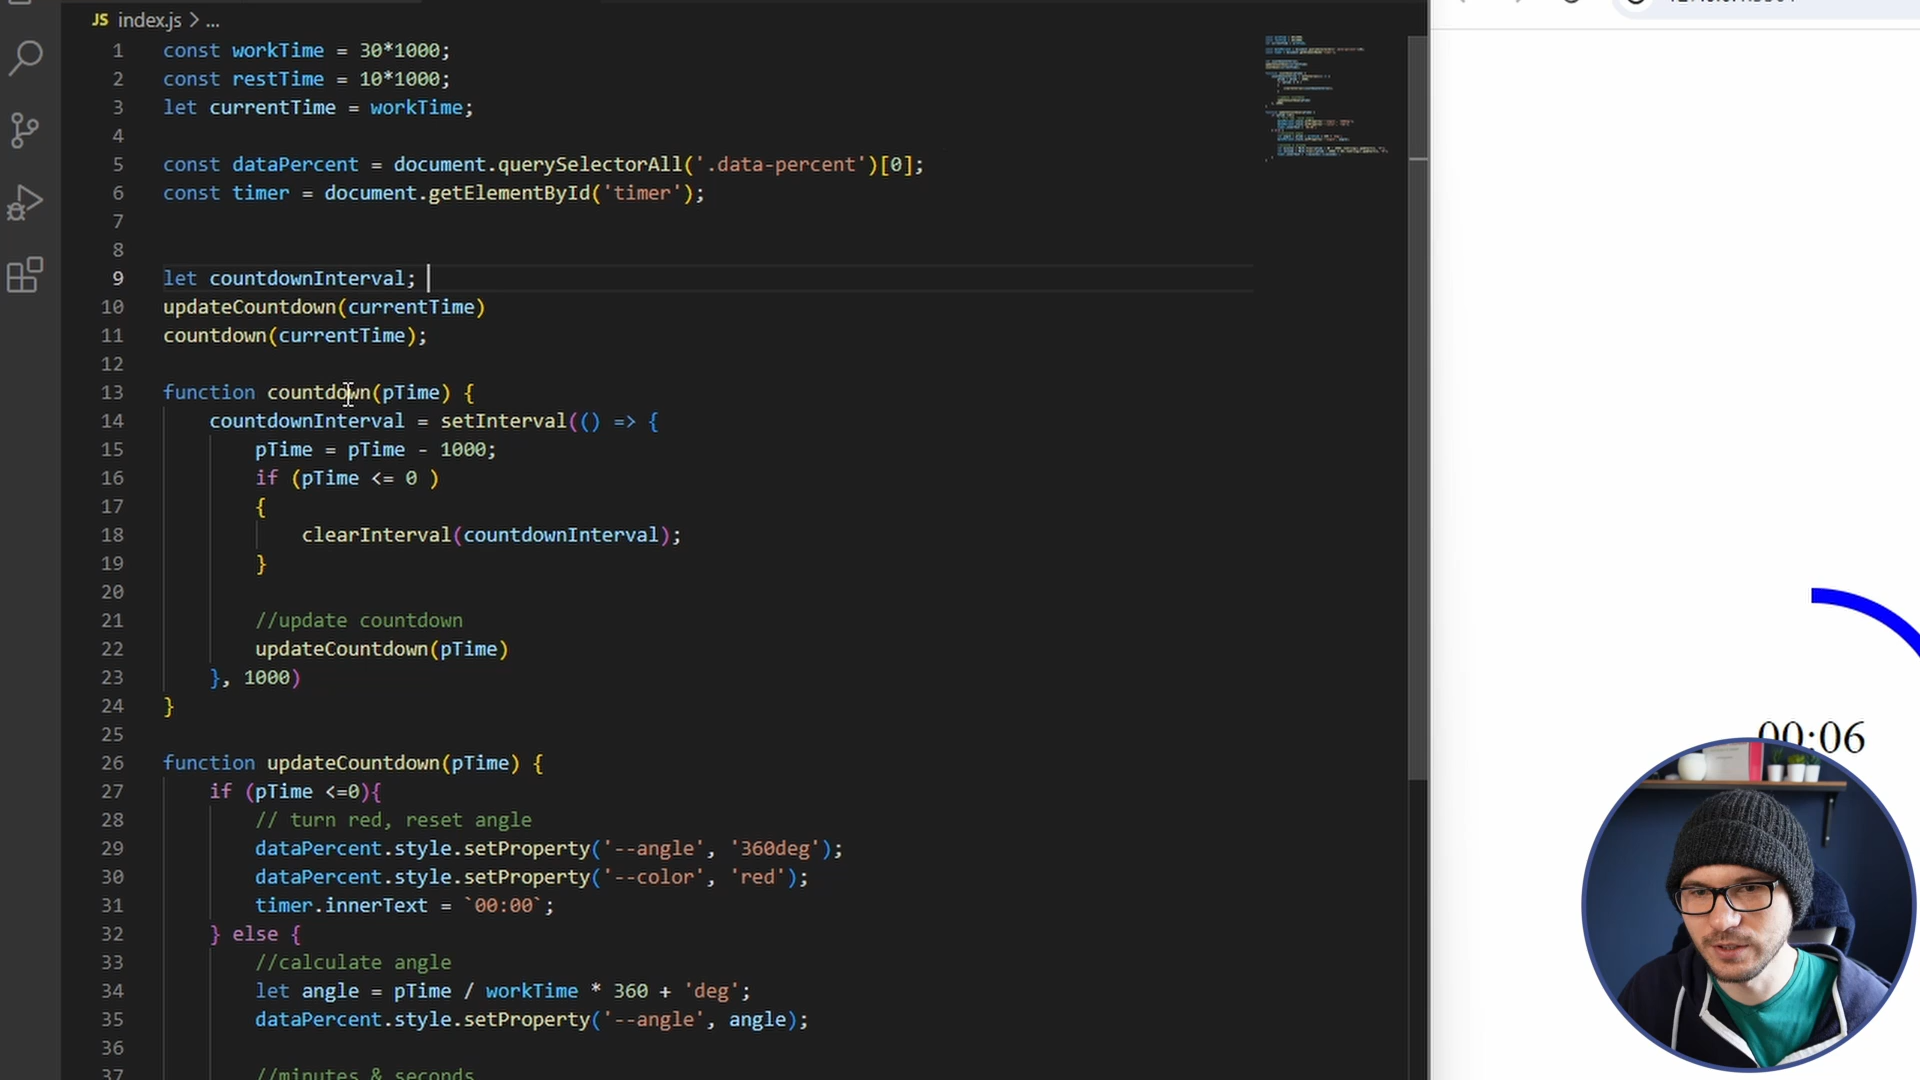 JS index.js > ...
1 const workTime = 30*1000;
2 const restTime = 10*1000;
3 let currentTime = workTime;
4
5 const dataPercent = document.querySelectorAll('.data-percent')[0];
6 const timer = document.getElementById('timer');
7
8
9 let countdownInterval;
10 updateCountdown(currentTime)
11 countdown(currentTime);
12
13 function countdown(pTime) {
14 countdownInterval = setInterval(() => {
15 pTime = pTime - 1000;
16 if (pTime <= 0 )
17 {
18 clearInterval(countdownInterval);
19 }
20
21 //update countdown
22 updateCountdown(pTime)
23 }, 1000)
24 }
25
26 function updateCountdown(pTime) {
27 if (pTime <=0){
28 // turn red, reset angle
29 dataPercent.style.setProperty('--angle', '360deg');
30 dataPercent.style.setProperty('--color', 'red');
31 timer.innerText = `00:00`;
32 } else {
33 //calculate angle
34 let angle = pTime / workTime * 360 + 'deg';
35 dataPercent.style.setProperty('--angle', angle);
36
37 //minutes & seconds
00:06